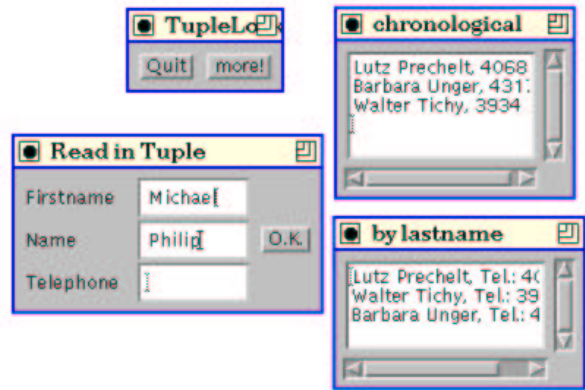 TupleLo
Quit more!
Read in Tuple
Firstname Michael
Name Philip O.K.
Telephone
chronological
Lutz Prechelt, 4068
Barbara Unger, 431
Walter Tichy, 3934
by lastname
Lutz Prechelt, Tel.: 4
Walter Tichy, Tel.: 39
Barbara Unger, Tel.: 4